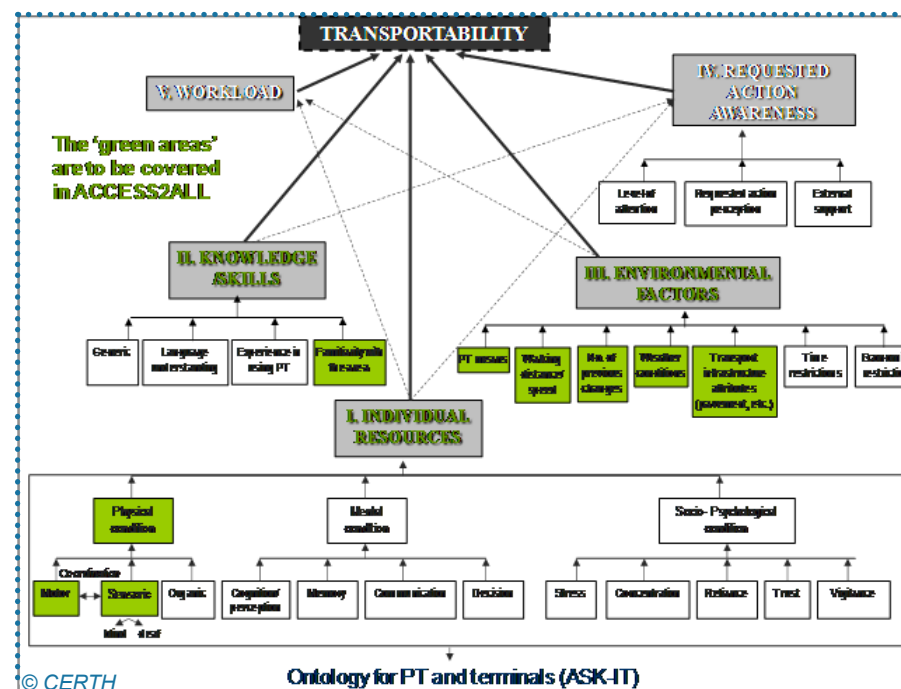 TRANSPORTABILITY
V. WORKLOAD
IV. REQUESTED
ACTION
AWARENESS
The 'green areas'
are to be covered
in ACCESS2ALL
Level of
attention
Requested action
perception
External
support
II. KNOWLEDGE
/SKILLS
III. ENVIRONMENTAL
FACTORS
Generic
Language
understanding
Experience in
using PT
Familiarity with
the area
PT means
Walking
distance/
speed
No. of
previous
changes
Weather
conditions
Transport
infrastructure
attributes
(pavement, etc.)
Time
restrictions
restriction
I. INDIVIDUAL
RESOURCES
Physical
condition
Mental
condition
Socio- Psychological
condition
Coordination
Motor
Sensoric
Organic
Cognition/
perception
Memory
Communication
Decision
Stress
Concentration
Reliance
Trust
Vigilance
blind
deaf
Ontology for PT and terminals (ASK-IT)
© CERTH